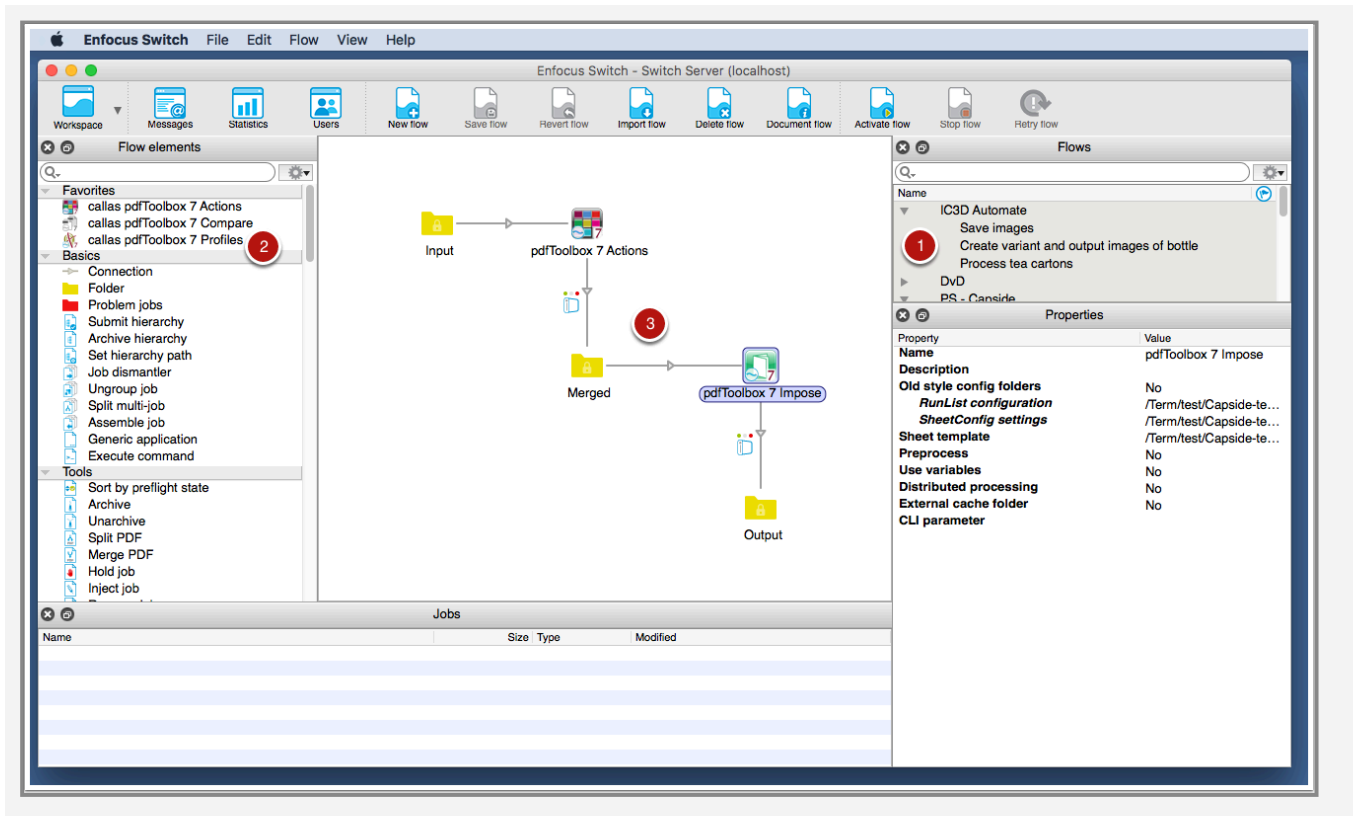 Enfocus Switch File Edit Flow View Help
Enfocus Switch - Switch Server (localhost)
Workspace Messages Statistics Users New flow Save flow Revert flow Import flow Delete flow Document flow Activate flow Stop flow Retry flow
Flow elements
Favorites
callas pdfToolbox 7 Actions
callas pdfToolbox 7 Compare
callas pdfToolbox 7 Profiles
2
Basics
Connection
Folder
Problem jobs
Submit hierarchy
Archive hierarchy
Set hierarchy path
Job dismantler
Ungroup job
Split multi-job
Assemble job
Generic application
Execute command
Tools
Sort by preflight state
Archive
Unarchive
Split PDF
Merge PDF
Hold job
Inject job
Input
7
pdfToolbox 7 Actions
3
Merged
7
pdfToolbox 7 Impose
Output
Flows
Name
IC3D Automate
Save images
1
Create variant and output images of bottle
Process tea cartons
DvD
PS - Capside
Properties
Property Value
Name pdfToolbox 7 Impose
Description
Old style config folders No
RunList configuration /Term/test/Capside-te...
SheetConfig settings /Term/test/Capside-te...
Sheet template /Term/test/Capside-te...
Preprocess No
Use variables No
Distributed processing No
External cache folder No
CLI parameter
Jobs
Name Size Type Modified